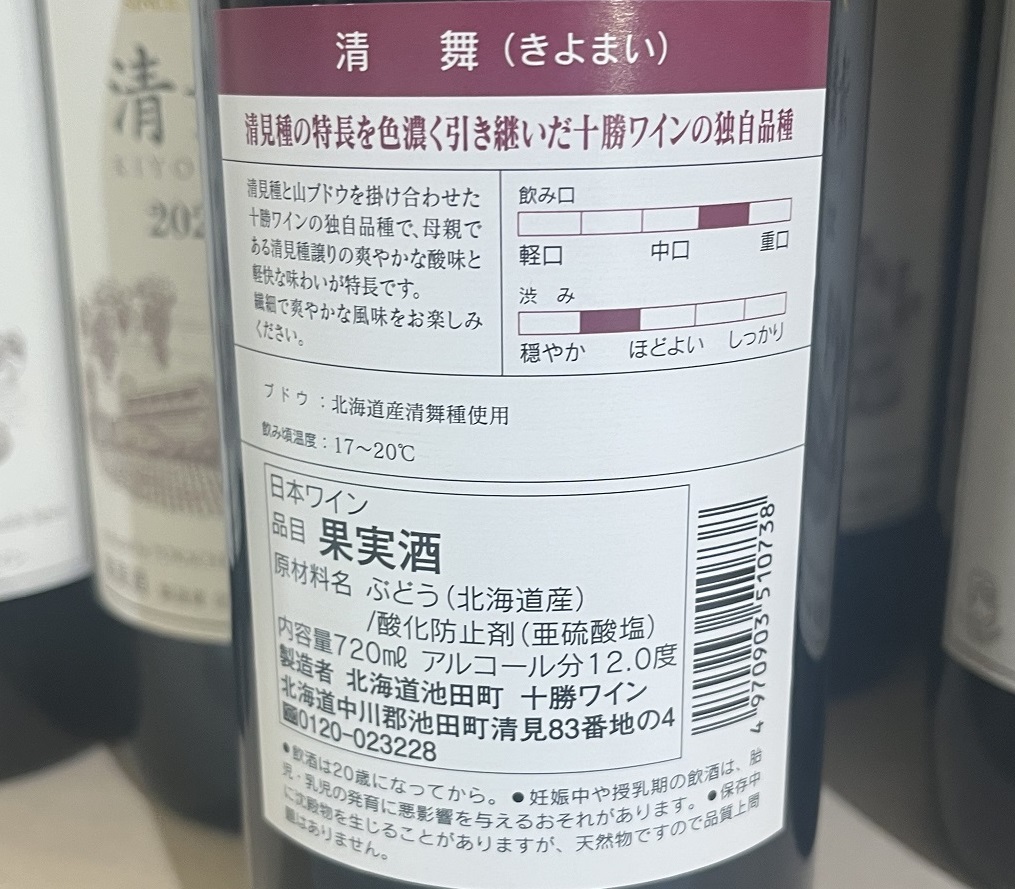 清 舞（きよまい）
清見種の特長を色濃く引き継いだ十勝ワインの独自品種
清見種と山ブドウを掛け合わせた
十勝ワインの独自品種で、母親で
ある清見種譲りの爽やかな酸味と
軽快な味わいが特長です。
繊細で爽やかな風味をお楽しみ
ください。
飲み口
軽口 中口 重口
渋 み
穏やか ほどよい しっかり
ブドウ：北海道産清舞種使用
飲み頃温度：17〜20℃
日本ワイン
品目 果実酒
原材料名 ぶどう（北海道産）
/酸化防止剤（亜硫酸塩）
内容量720㎖ アルコール分12.0度
製造者 北海道池田町 十勝ワイン
北海道中川郡池田町清見83番地の4
0120-023228
4 970903 510738
●飲酒は20歳になってから。●妊娠中や授乳期の飲酒は、胎
児・乳児の発育に悪影響を与えるおそれがあります。●保存中
に沈殿物を生じることがありますが、天然物ですので品質上問
題はありません。
清
KIYO
202